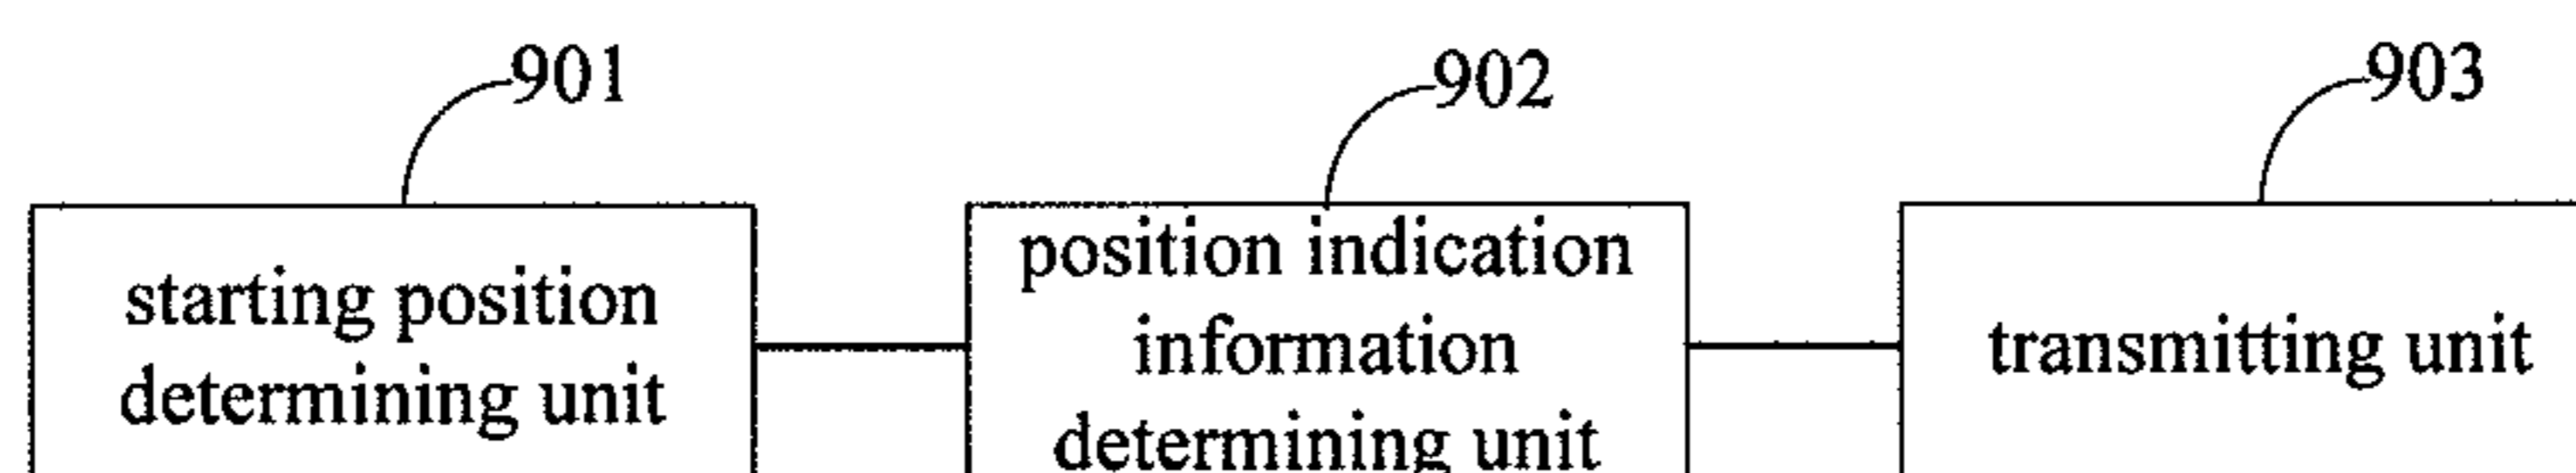 901
902
903
starting position
determining unit
position indication
information
determining unit
transmitting unit